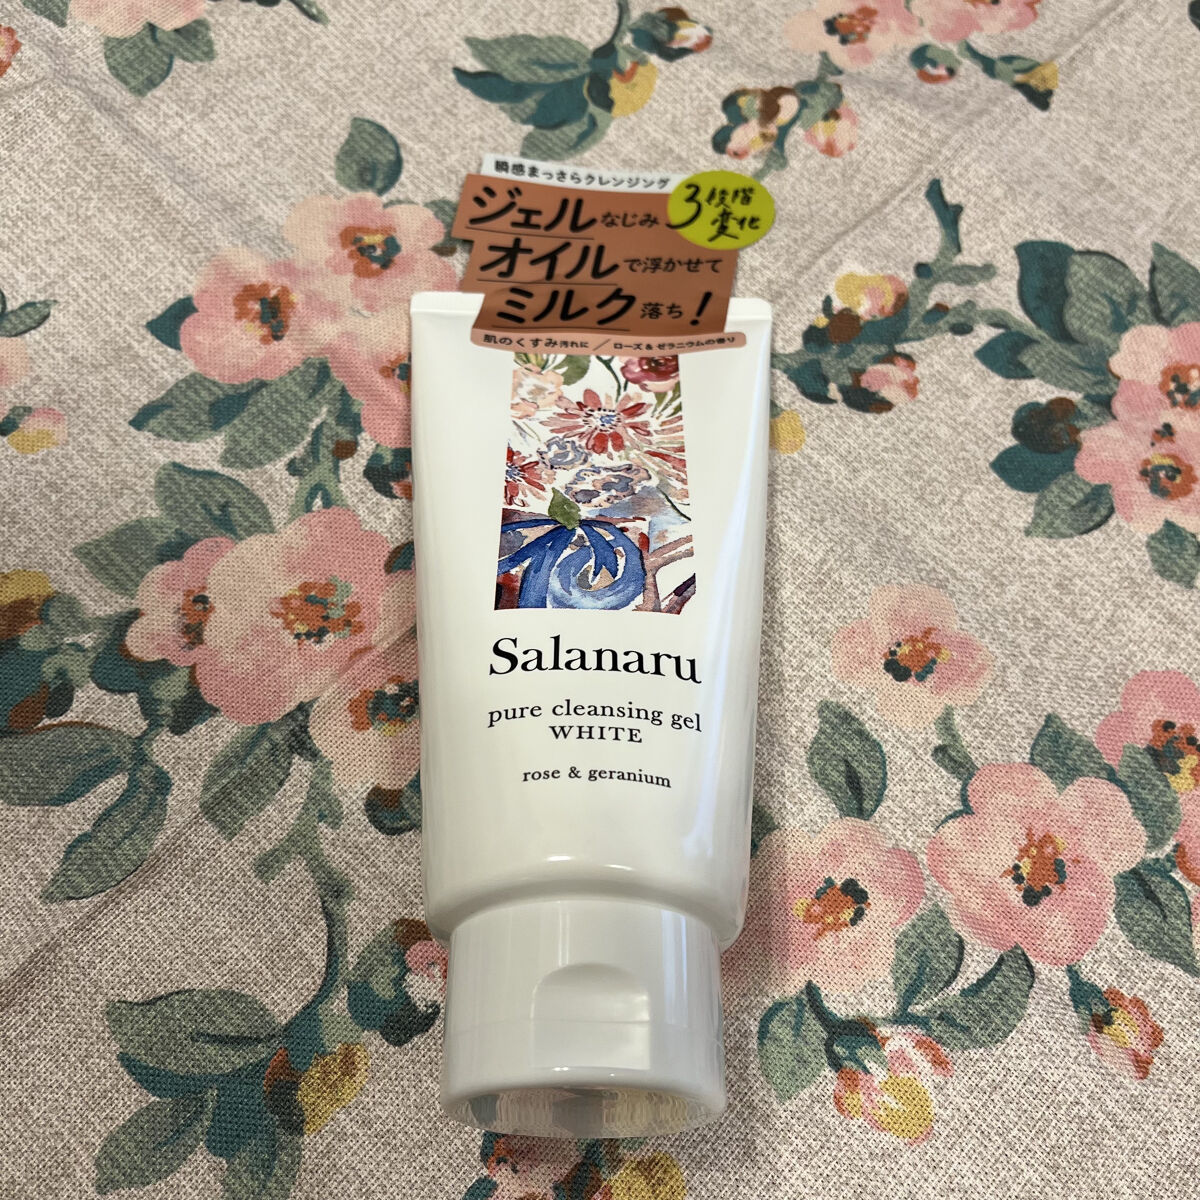 瞬感まっさらクレンジング
3段階
変化
ジェルなじみ
オイルで浮かせて
ミルク落ち!
肌のくすみ汚れに／ローズ&ゼラニウムの香り
Salanaru
pure cleansing gel
WHITE
rose & geranium